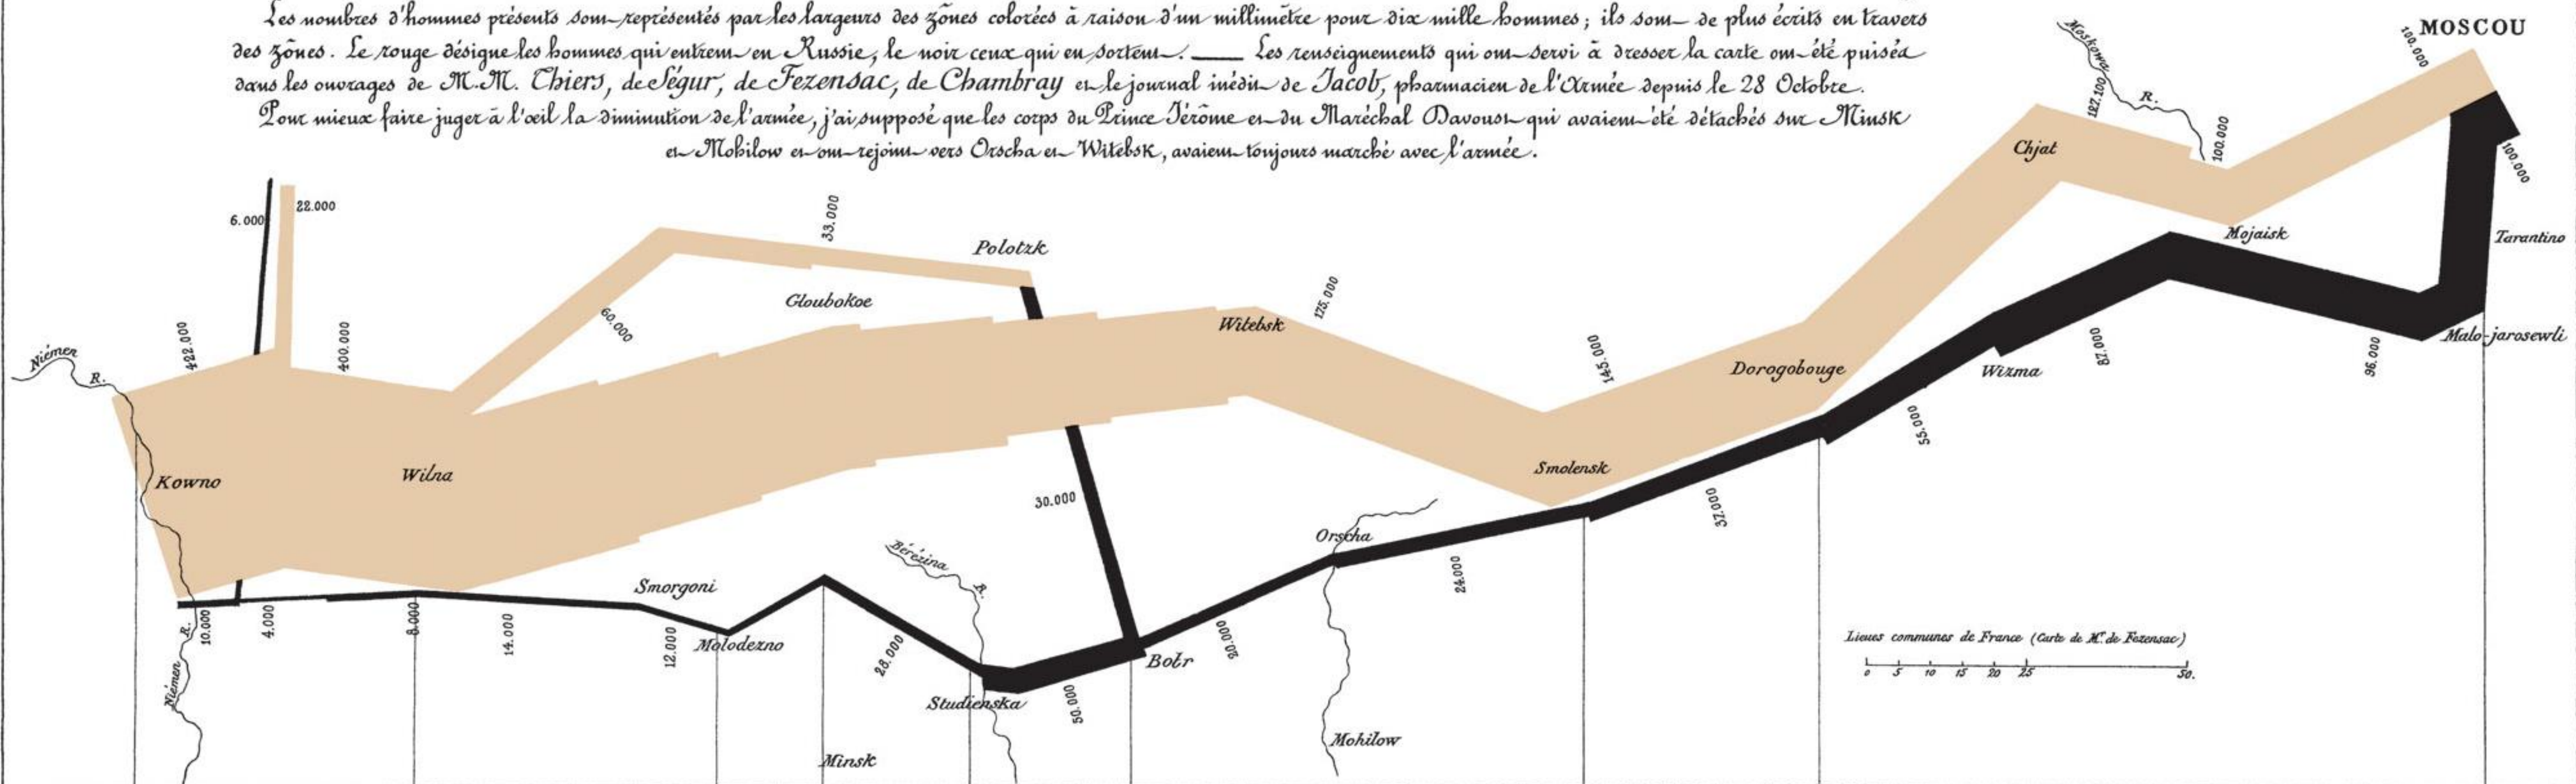 Les nombres d'hommes présents sont représentés par les largeurs des zônes colorées à raison d'un millimètre pour dix mille hommes; ils sont de plus écrits en travers
des zônes. Le rouge désigne les hommes qui entrent en Russie, le noir ceux qui en sortent. — Les renseignements qui ont servi à dresser la carte ont été puisés
dans les ouvrages de M.M. Thiers, de Ségur, de Fezensac, de Chambray et le journal inédit de Jacob, pharmacien de l'Armée depuis le 28 Octobre.
Pour mieux faire juger à l'œil la diminution de l'armée, j'ai supposé que les corps du Prince Jérôme et du Maréchal Davoust qui avaient été détachés sur Minsk
et Mohilow et ont rejoint vers Orscha et Witebsk, avaient toujours marché avec l'armée.
MOSCOU
100.000
Moskowa
R.
127.100
100.000
Chjat
100.000
Mojaisk
Tarantino
6.000
22.000
33.000
Polotzk
Gloubokoe
60.000
175.000
Witebsk
422.000
400.000
Niémen
R.
145.000
Dorogobouge
Wizma
87.000
96.000
Malo-jarosewli
55.000
Kowno
Wilna
Smolensk
30.000
37.000
Orscha
Bérézina
R.
24.000
Smorgoni
10.000
4.000
8.000
14.000
12.000
Molodezno
28.000
20.000
Bobr
R.
Niémen
Studienska
50.000
Minsk
Mohilow
Lieues communes de France (Carte de M. de Fezensac)
0 5 10 15 20 25 50.